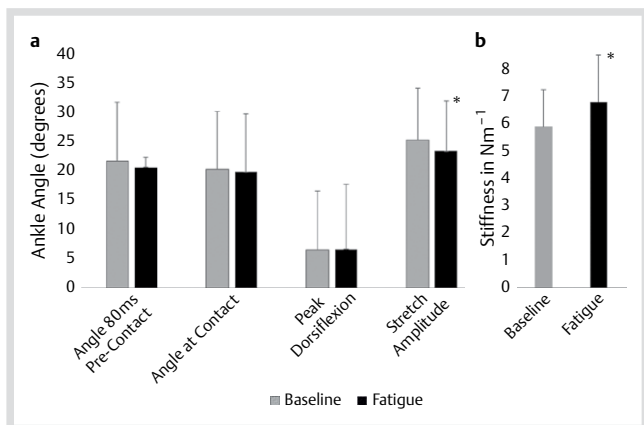 a
40
35
30
25
20
15
10
5
0
Ankle Angle (degrees)
Angle 80ms
Pre-Contact
Angle at Contact
Peak
Dorsiflexion
Stretch
Amplitude
*
b
8
7
6
5
4
3
2
1
0
Stiffness in Nm⁻¹
*
Baseline
Fatigue
Baseline Fatigue